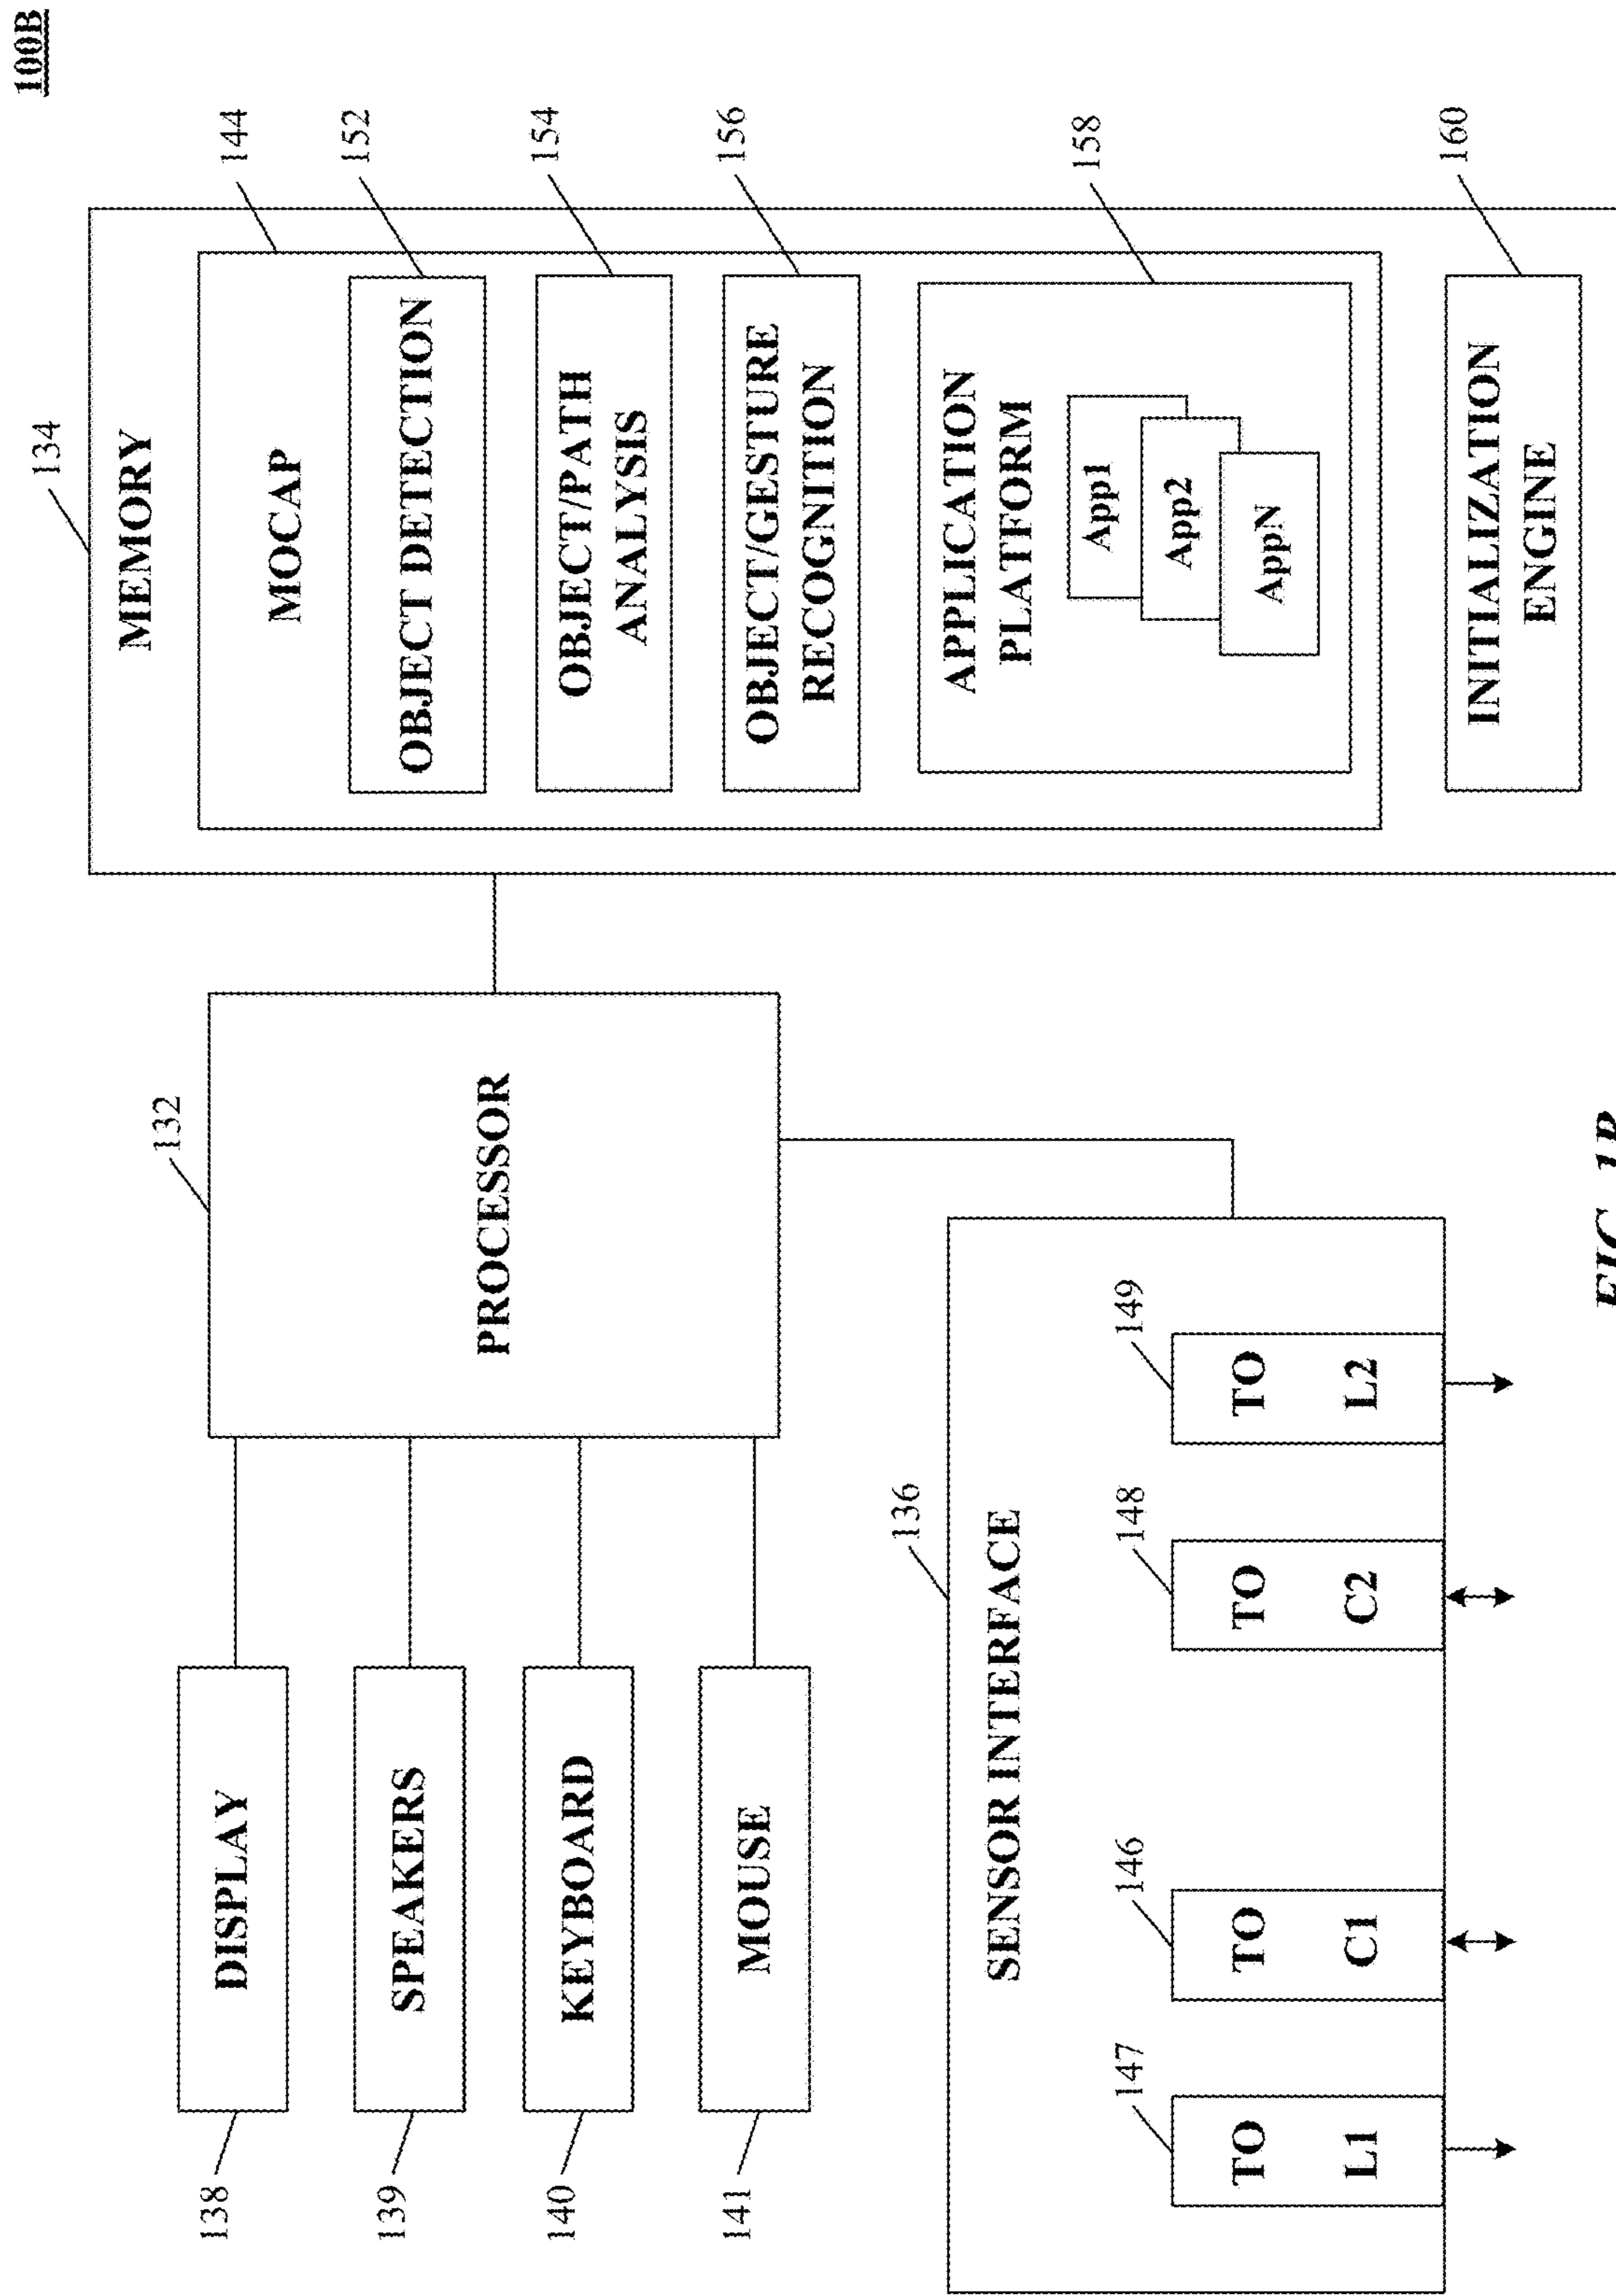 100B
134
MEMORY
144
MOCAP
152
OBJECT DETECTION
154
OBJECT/PATH
ANALYSIS
156
OBJECT/GESTURE
RECOGNITION
158
APPLICATION
PLATFORM
App1
App2
AppN
160
INITIALIZATION
ENGINE
132
PROCESSOR
138
DISPLAY
139
SPEAKERS
140
KEYBOARD
141
MOUSE
136
SENSOR INTERFACE
147
TO
L1
146
TO
C1
148
TO
C2
149
TO
L2
FIG. 1B